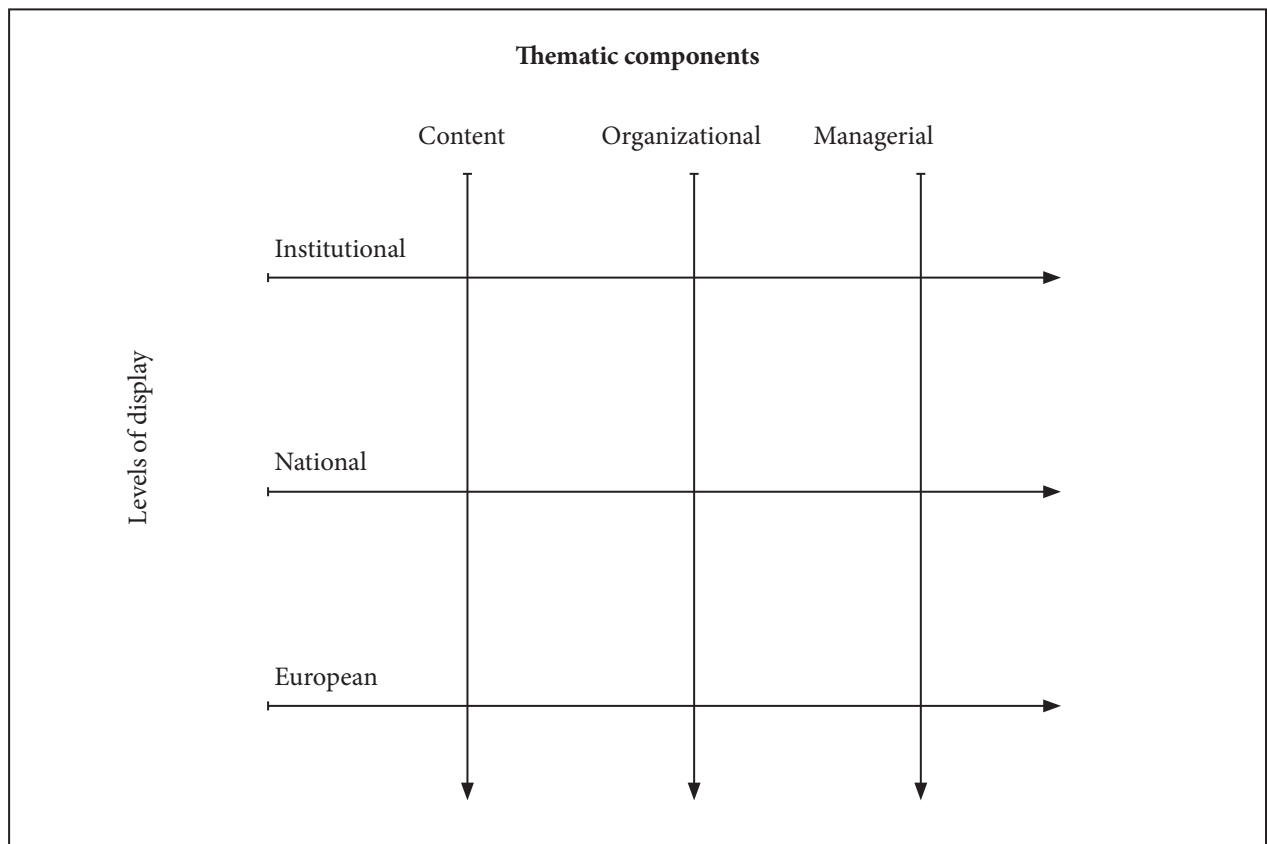 Thematic components
Content
Organizational
Managerial
Institutional
Levels of display
National
European